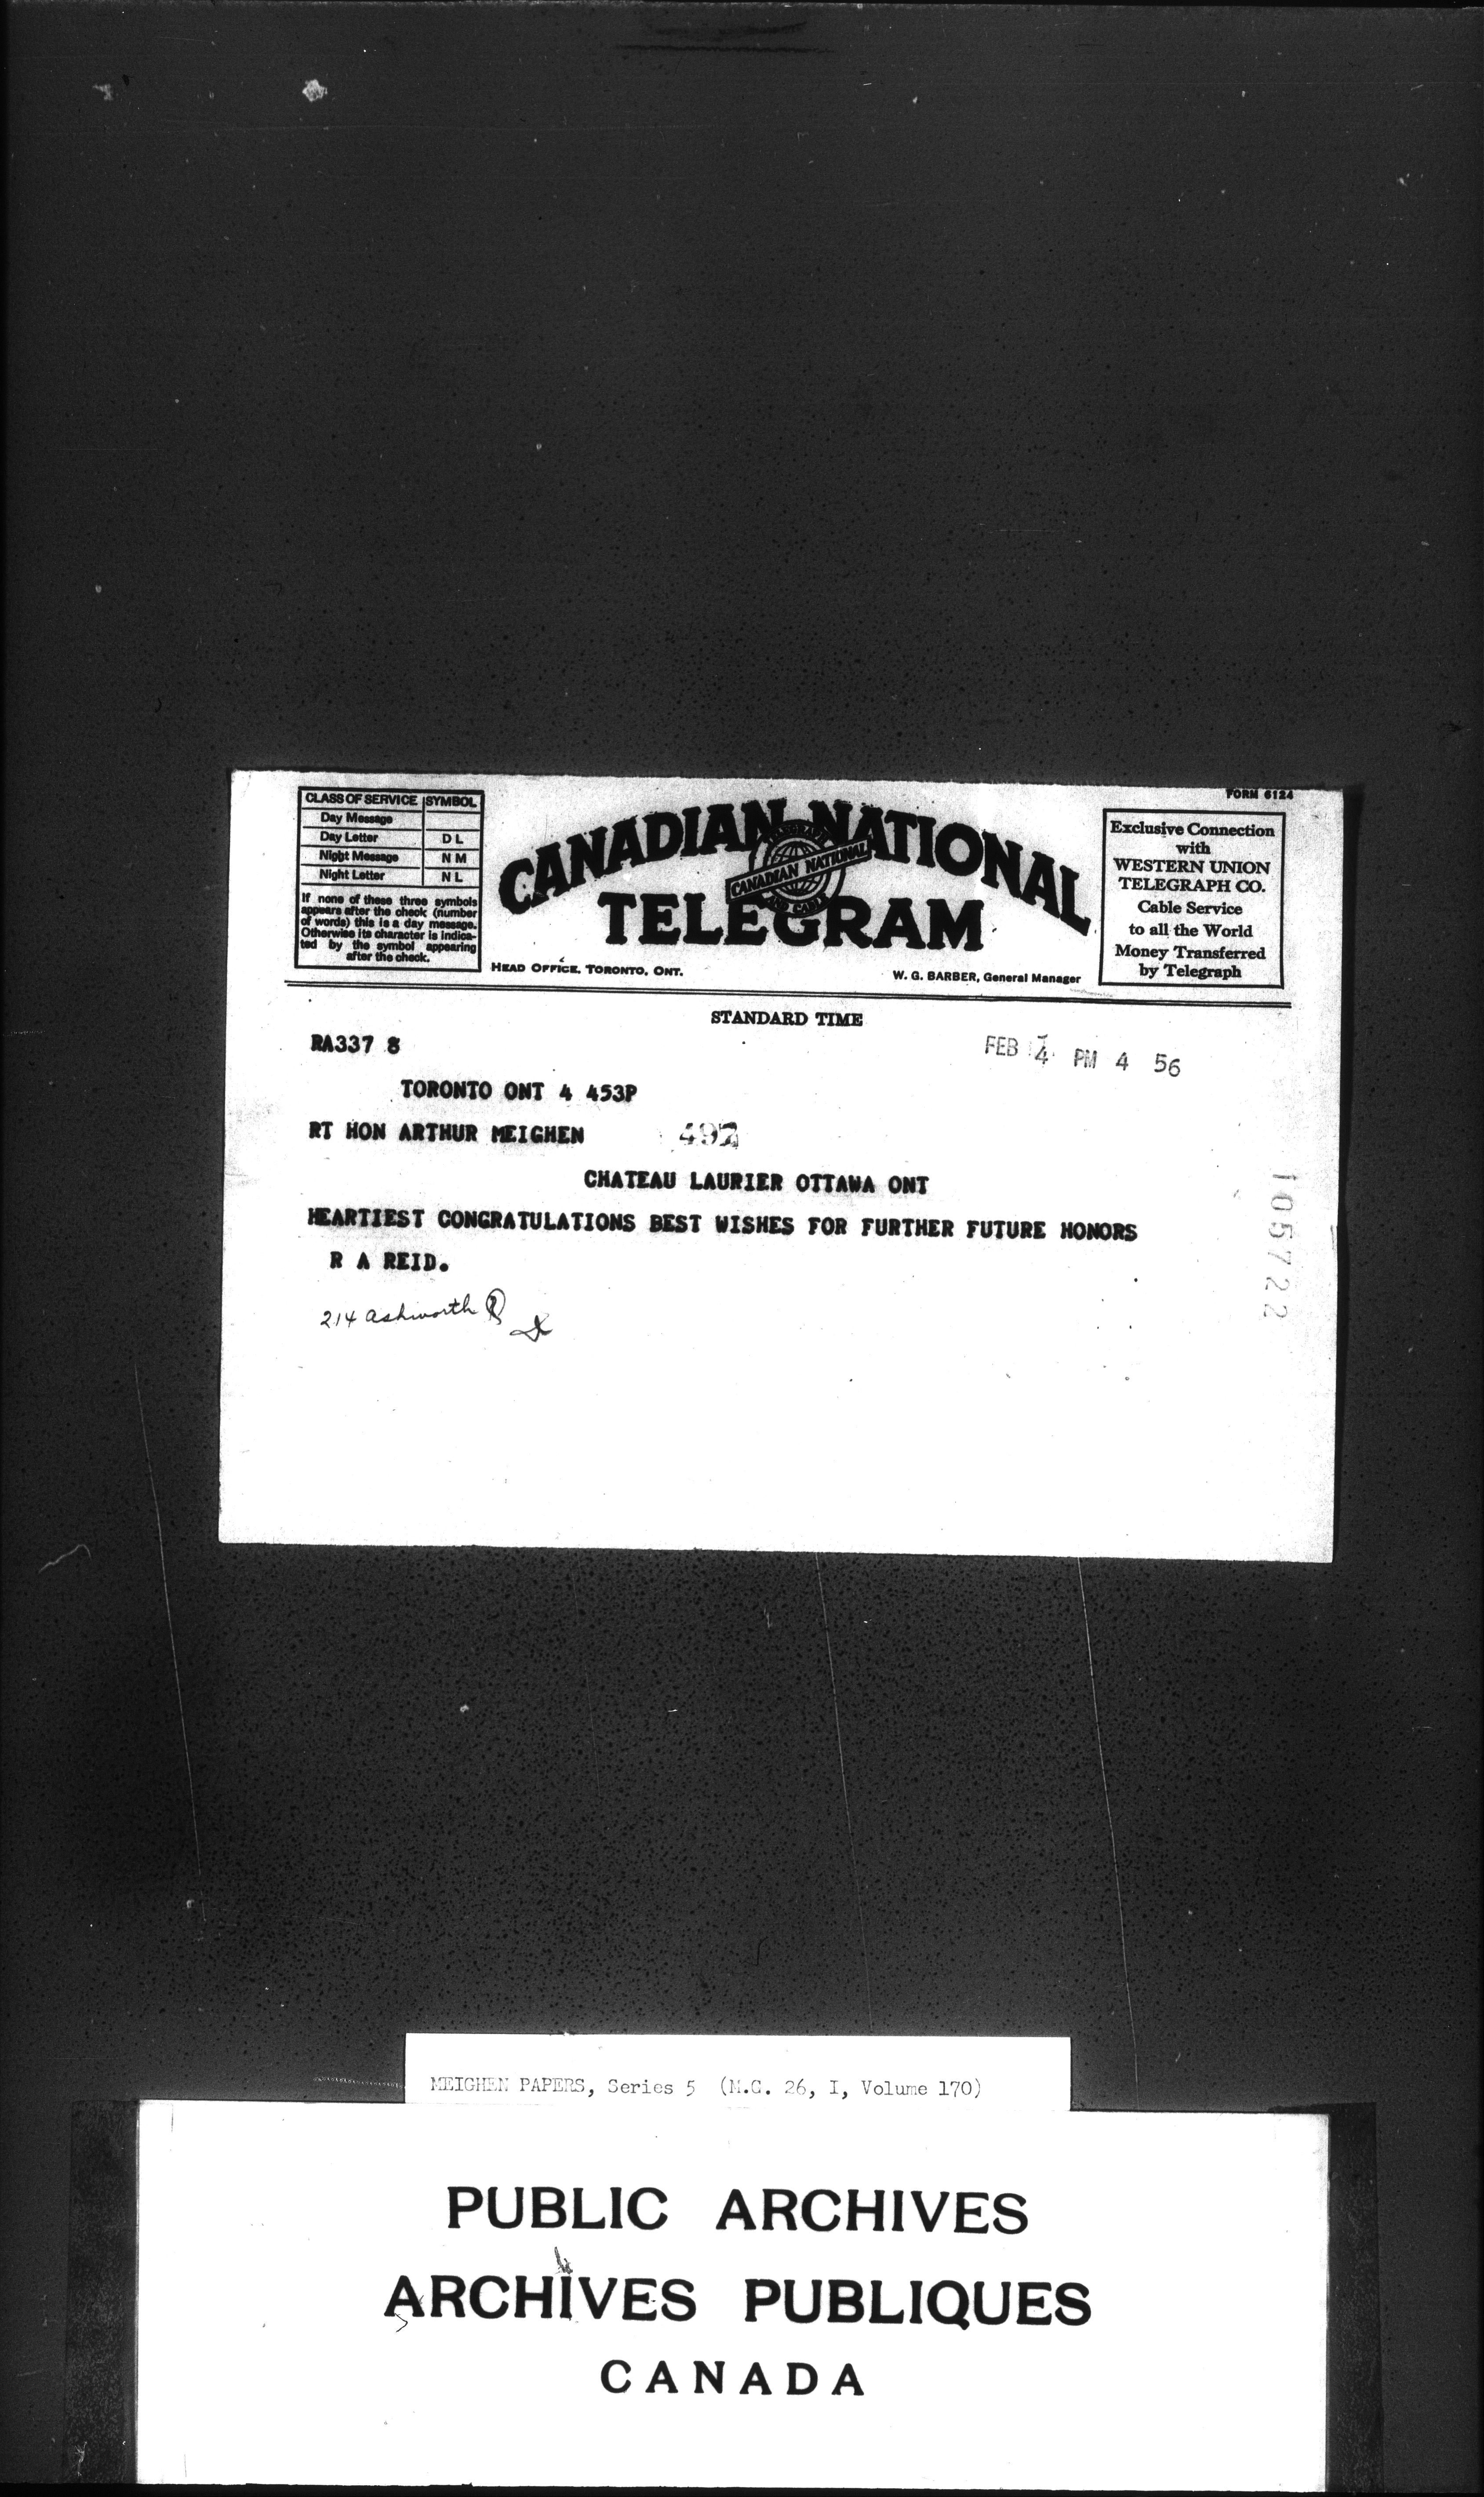 FORM 6124
CLASS OF SERVICE SYMBOL
Day Message
Day Letter D L
Night Message N M
Night Letter N L
If none of these three symbols
appears after the check (number
of words) this is a day message.
Otherwise its character is indica-
ted by the symbol appearing
after the check.
CANADIAN NATIONAL
CANADIAN NATIONAL
TELEGRAM
HEAD OFFICE, TORONTO, ONT.
W. G. BARBER, General Manager
Exclusive Connection
with
WESTERN UNION
TELEGRAPH CO.
Cable Service
to all the World
Money Transferred
by Telegraph
STANDARD TIME
RA337 8
FEB 4 PM 4 56
TORONTO ONT 4 453P
RT HON ARTHUR MEIGHEN
CHATEAU LAURIER OTTAWA ONT
HEARTIEST CONGRATULATIONS BEST WISHES FOR FURTHER FUTURE HONORS
R A REID.
214 Ashworth
105722
MEIGHEN PAPERS, Series 5 (M.G. 26, I, Volume 170)
PUBLIC ARCHIVES
ARCHIVES PUBLIQUES
CANADA